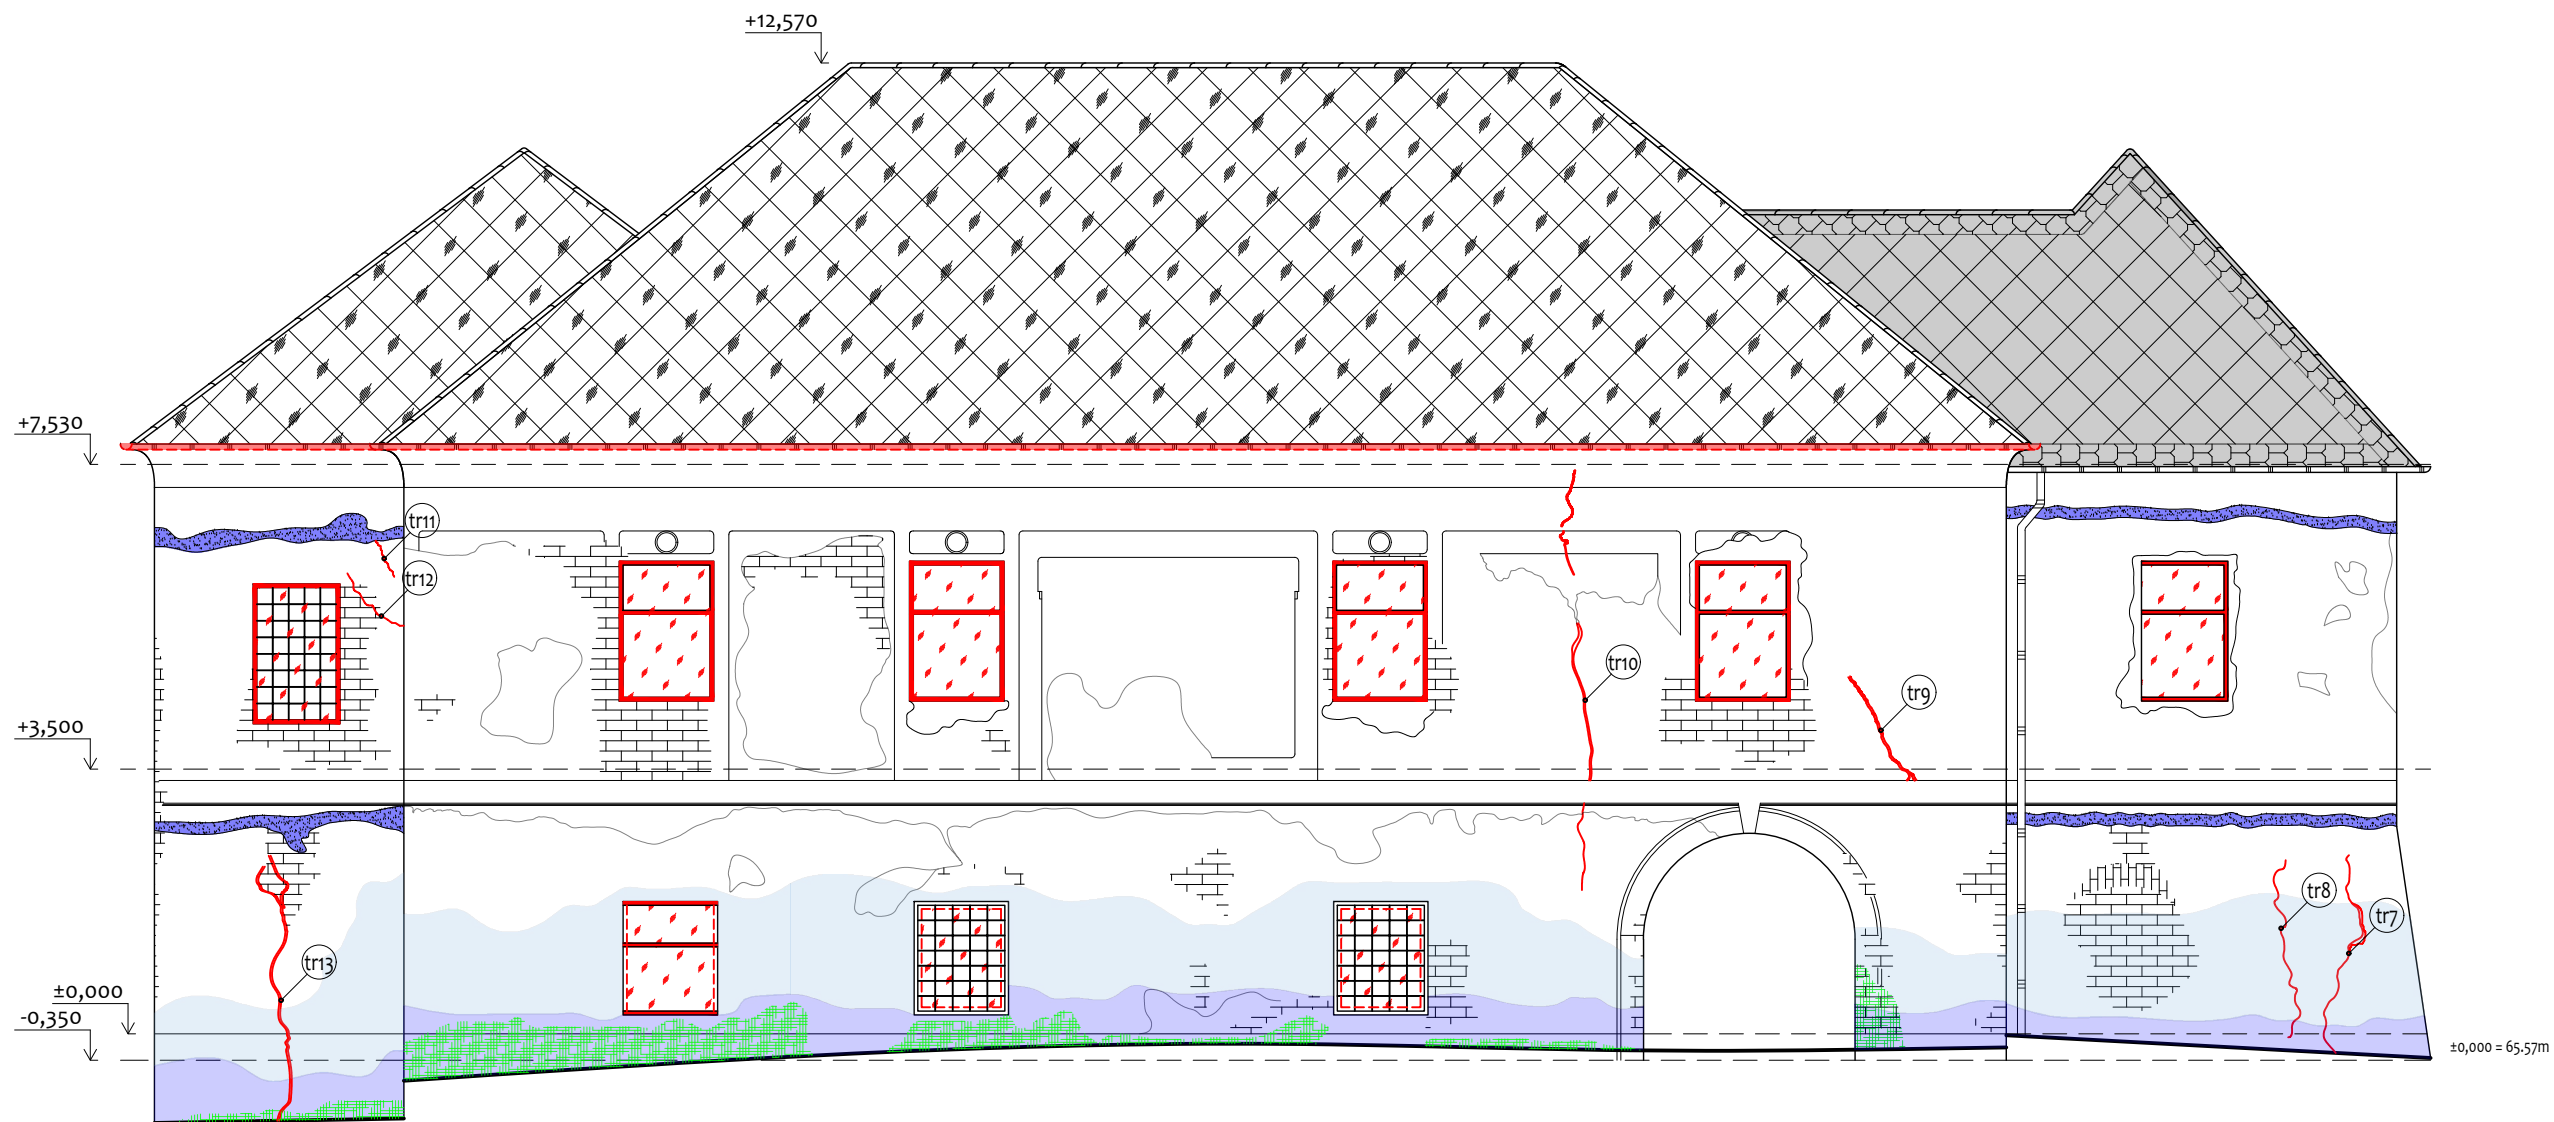 +12,570
+7,530
tr11
tr12
tr10
tr9
+3,500
tr8
tr7
tr13
±0,000
-0,350
±0,000 = 65.57m